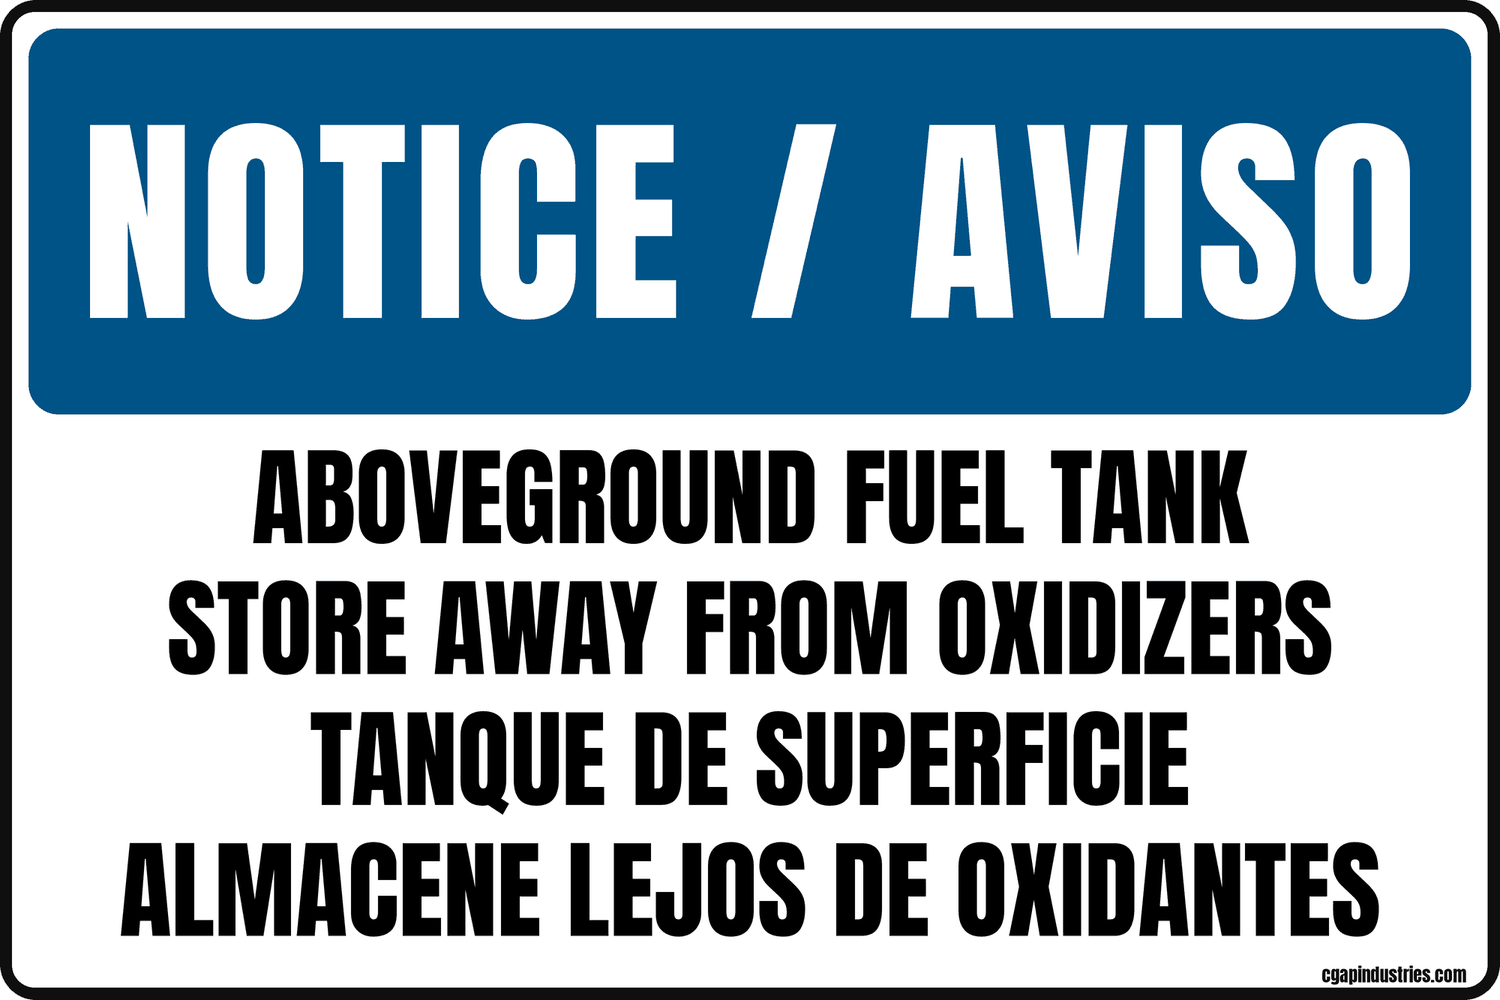 NOTICE / AVISO
ABOVEGROUND FUEL TANK
STORE AWAY FROM OXIDIZERS
TANQUE DE SUPERFICIE
ALMACENE LEJOS DE OXIDANTES
cgapindustries.com